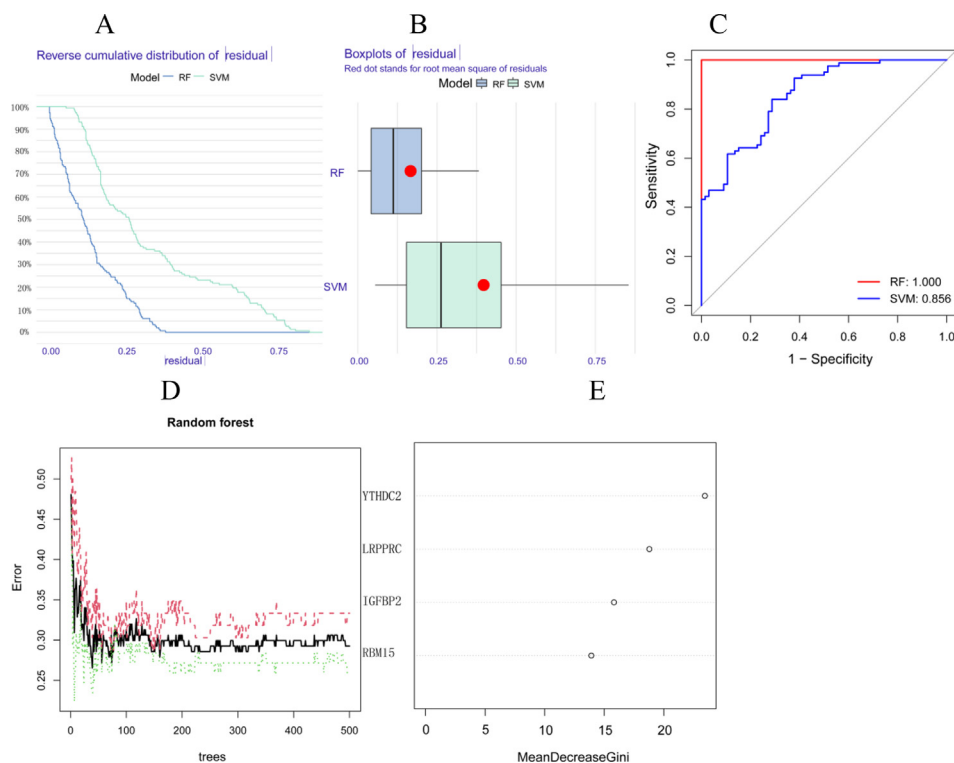 A
Reverse cumulative distribution of |residual|
Model RF SVM
100%
90%
80%
70%
60%
50%
40%
30%
20%
10%
0%
0.00 0.25 0.50 0.75
|residual|
B
Boxplots of |residual|
Red dot stands for root mean square of residuals
Model RF SVM
RF
SVM
0.00 0.25 0.50 0.75
C
Sensitivity
1.0
0.8
0.6
0.4
0.2
0.0
RF: 1.000
SVM: 0.856
0.0 0.2 0.4 0.6 0.8 1.0
1 − Specificity
D
Random forest
Error
0.50
0.45
0.40
0.35
0.30
0.25
0 100 200 300 400 500
trees
E
YTHDC2
LRPPRC
IGFBP2
RBM15
0 5 10 15 20
MeanDecreaseGini